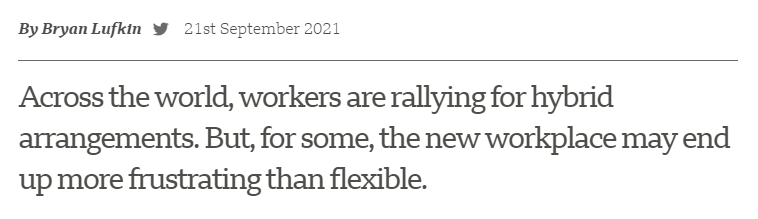 By Bryan Lufkin 21st September 2021
Across the world, workers are rallying for hybrid
arrangements. But, for some, the new workplace may end
up more frustrating than flexible.